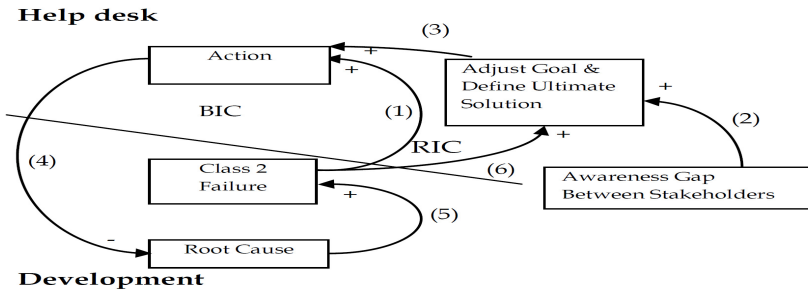 Help desk
(3)
Action
+
+
Adjust Goal &
Define Ultimate
Solution
+
BIC
(1)
(2)
RIC
+
(4)
Class 2
Failure
(6)
Awareness Gap
Between Stakeholders
+
(5)
-
Root Cause
Development